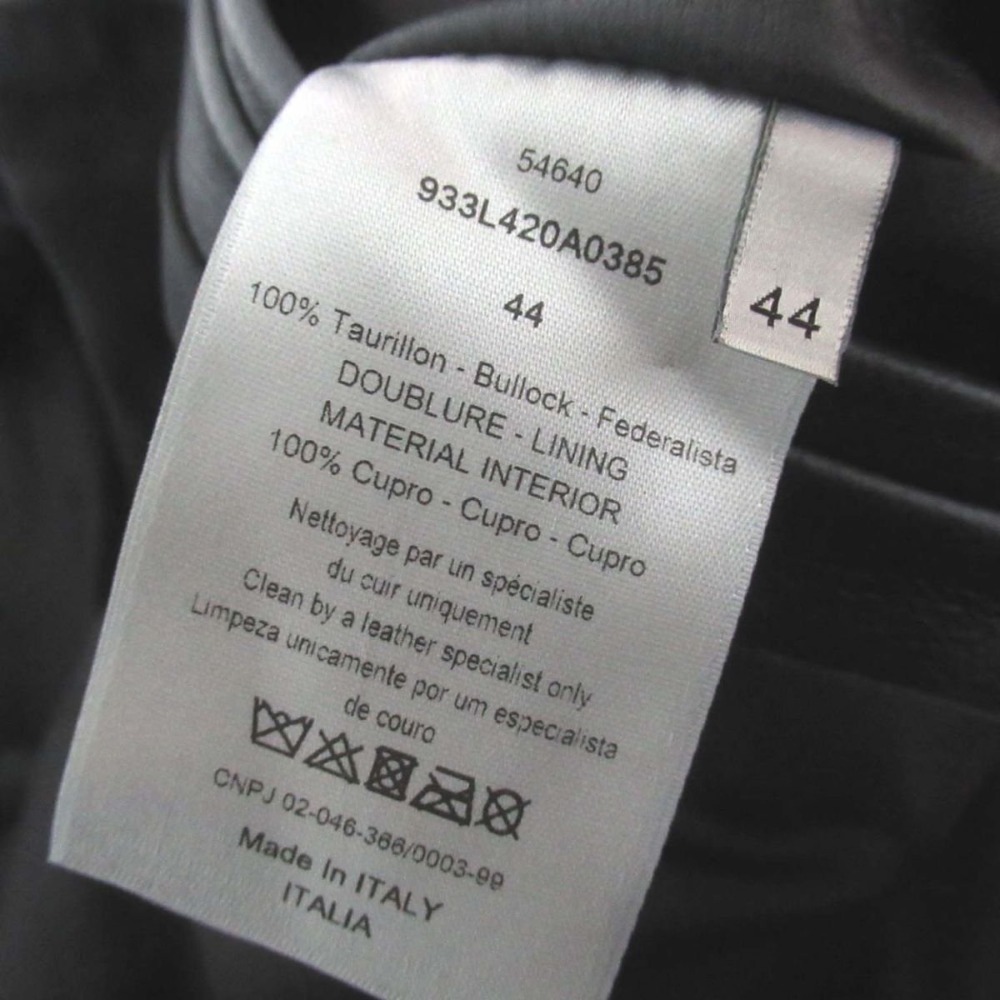 54640
933L420A0385
44
44
100% Taurillon - Bullock - Federalista
DOUBLURE - LINING
MATERIAL INTERIOR
100% Cupro - Cupro - Cupro
Nettoyage par un spécialiste
du cuir uniquement
Clean by a leather specialist only
Limpeza unicamente por um especialista
de couro
CNPJ 02-046-366/0003-99
Made In ITALY
ITALIA